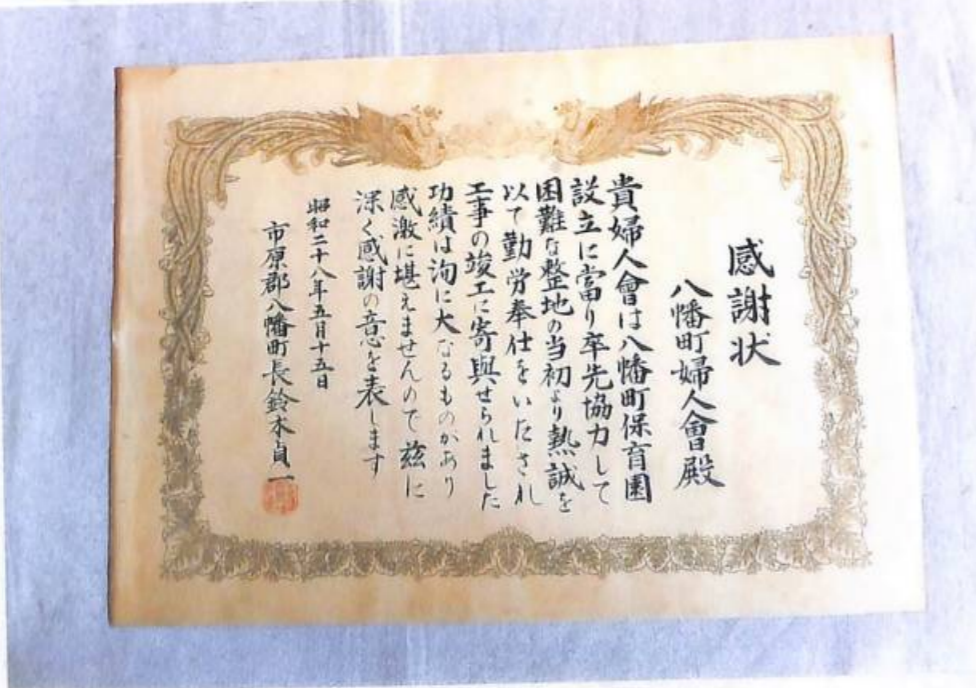 感謝状
八幡町婦人會殿
貴婦人會は八幡町保育園
設立に當り卒先協力して
困難な整地の当初より熱誠を
以て勤労奉仕をいたされ
工事の竣工に寄與せられました
功績は洵に大なるものがあり
感激に堪えませんので茲に
深く感謝の意を表します
昭和二十八年五月十五日
市原郡八幡町長鈴木貞一